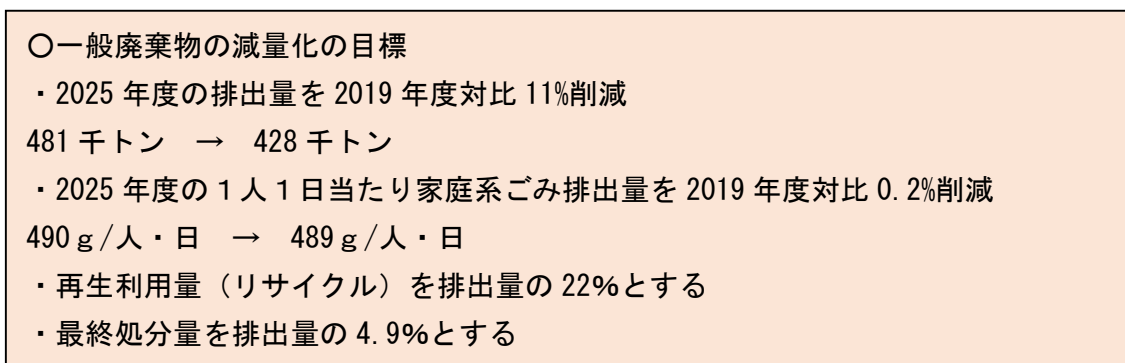 〇一般廃棄物の減量化の目標
・2025 年度の排出量を 2019 年度対比 11%削減
481 千トン　→　428 千トン
・2025 年度の１人１日当たり家庭系ごみ排出量を 2019 年度対比 0.2%削減
490ｇ/人・日　→　489ｇ/人・日
・再生利用量（リサイクル）を排出量の 22％とする
・最終処分量を排出量の 4.9％とする